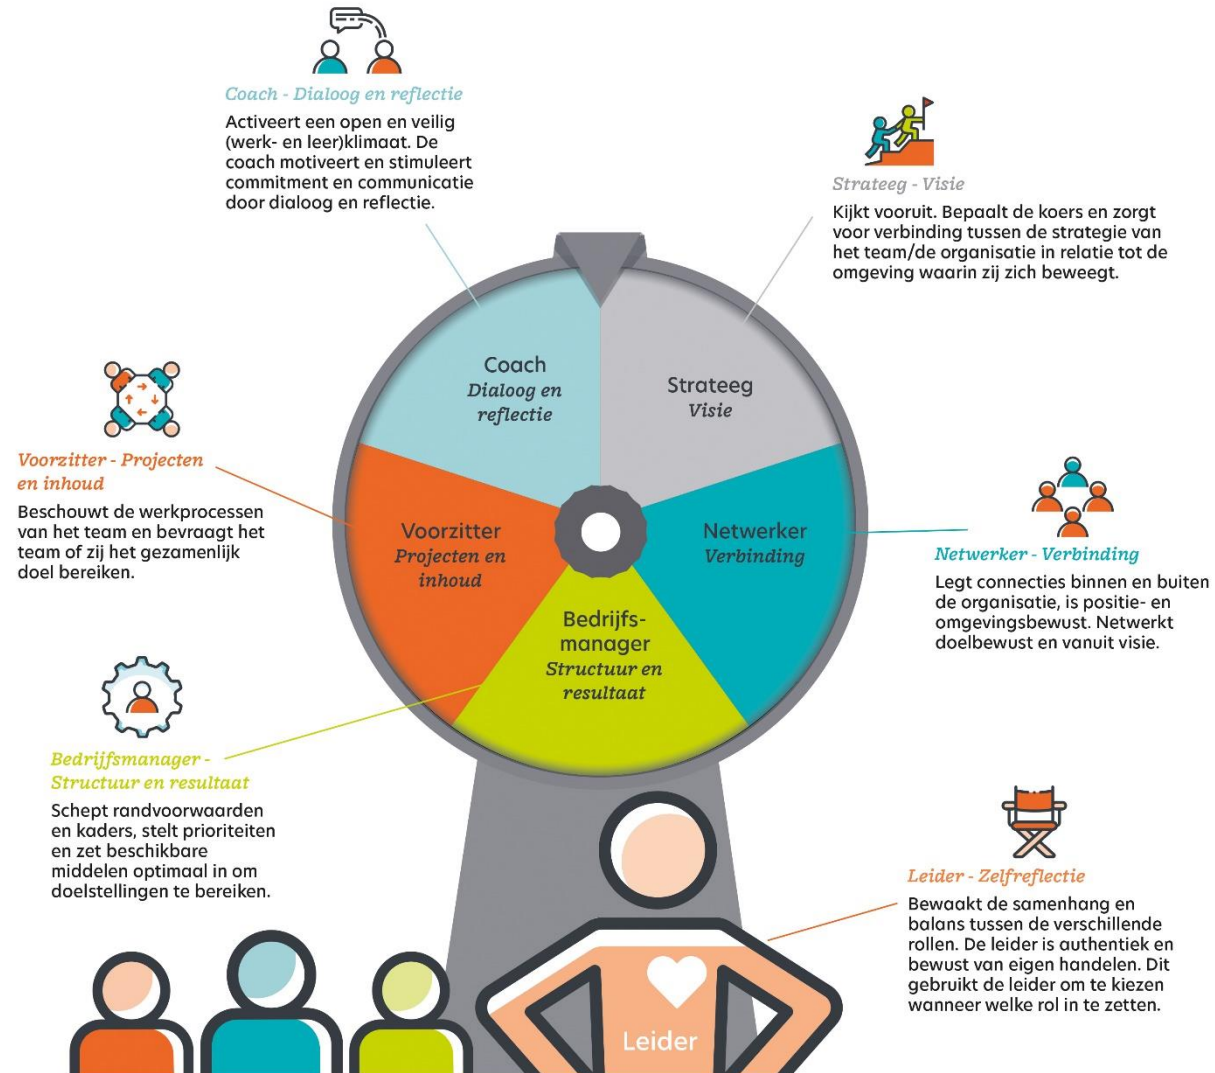 Coach - Dialoog en reflectie
Activeert een open en veilig
(werk- en leer)klimaat. De
coach motiveert en stimuleert
commitment en communicatie
door dialoog en reflectie.
Strateeg - Visie
Kijkt vooruit. Bepaalt de koers en zorgt
voor verbinding tussen de strategie van
het team/de organisatie in relatie tot de
omgeving waarin zij zich beweegt.
Coach
Dialoog en
reflectie
Strateeg
Visie
Voorzitter - Projecten
en inhoud
Beschouwt de werkprocessen
van het team en bevraagt het
team of zij het gezamenlijk
doel bereiken.
Voorzitter
Projecten en
inhoud
Netwerker
Verbinding
Netwerker - Verbinding
Legt connecties binnen en buiten
de organisatie, is positie- en
omgevingsbewust. Netwerkt
doelbewust en vanuit visie.
Bedrijfs-
manager
Structuur en
resultaat
Bedrijfsmanager -
Structuur en resultaat
Schept randvoorwaarden
en kaders, stelt prioriteiten
en zet beschikbare
middelen optimaal in om
doelstellingen te bereiken.
Leider - Zelfreflectie
Bewaakt de samenhang en
balans tussen de verschillende
rollen. De leider is authentiek en
bewust van eigen handelen. Dit
gebruikt de leider om te kiezen
wanneer welke rol in te zetten.
Leider